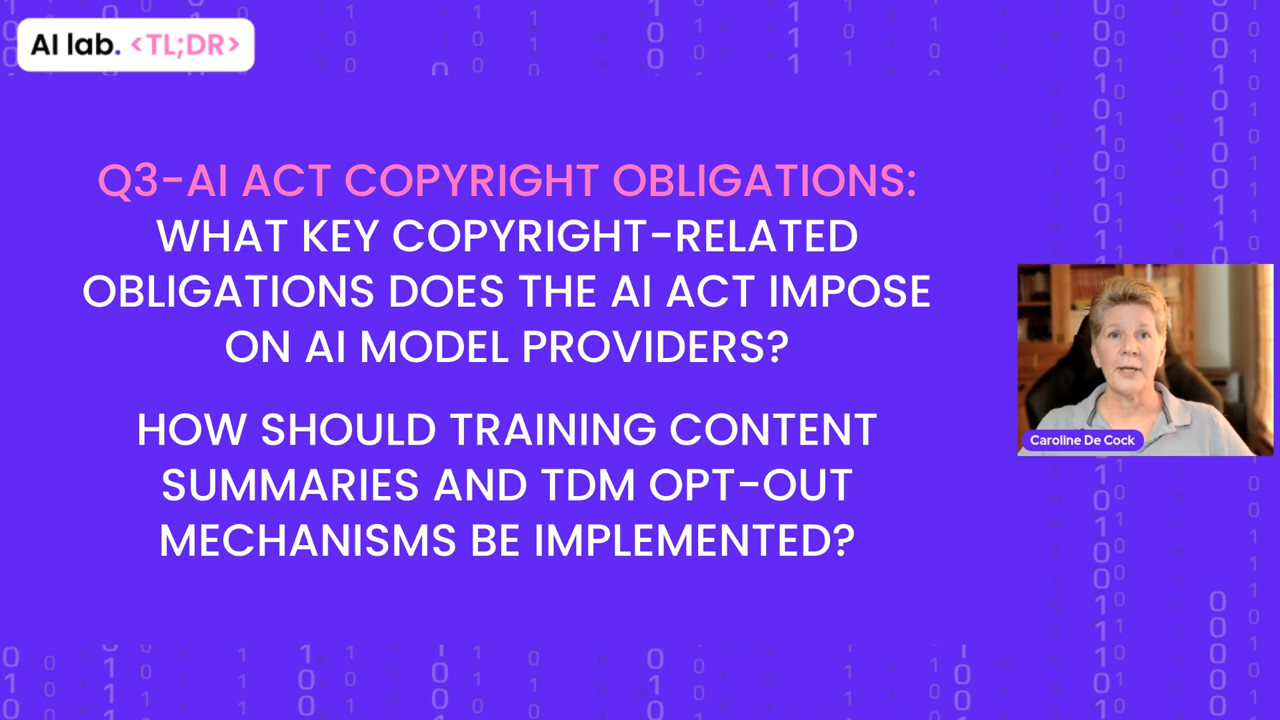 AI lab. <TL;DR>
Q3-AI ACT COPYRIGHT OBLIGATIONS:
WHAT KEY COPYRIGHT-RELATED
OBLIGATIONS DOES THE AI ACT IMPOSE
ON AI MODEL PROVIDERS?
HOW SHOULD TRAINING CONTENT
SUMMARIES AND TDM OPT-OUT
MECHANISMS BE IMPLEMENTED?
Caroline De Cock